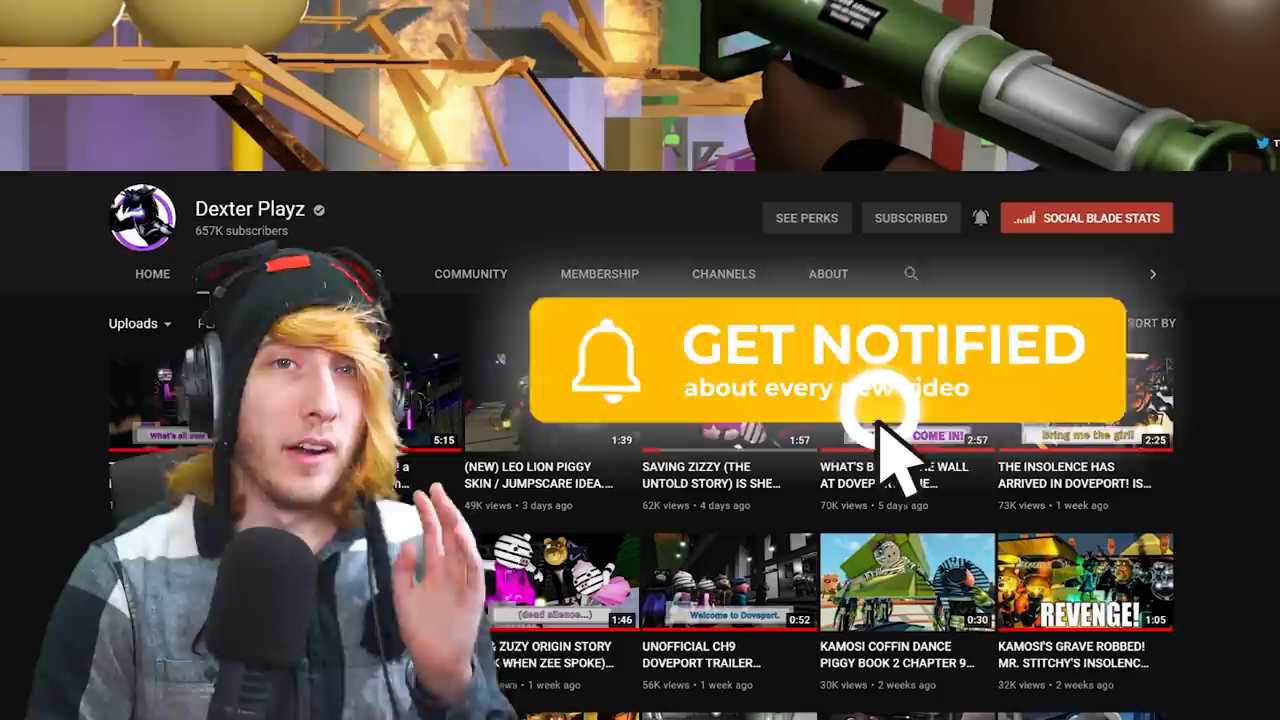 Dexter Playz
657K subscribers
SEE PERKS
SUBSCRIBED
SOCIAL BLADE STATS
HOME
COMMUNITY
MEMBERSHIP
CHANNELS
ABOUT
Uploads
SORT BY
GET NOTIFIED
about every new video
What's all over
5:15
1:39
1:57
COME IN!
2:57
Bring me the girl!
2:25
(NEW) LEO LION PIGGY
SKIN / JUMPSCARE IDEA....
49K views • 3 days ago
SAVING ZIZZY (THE
UNTOLD STORY) IS SHE...
62K views • 4 days ago
WHAT'S WALL
AT
70K views • 5 days ago
THE INSOLENCE HAS
ARRIVED IN DOVEPORT! IS...
73K views • 1 week ago
(dead silence...)
1:46
Welcome to Doveport.
0:52
0:30
REVENGE!
1:05
ZUZY ORIGIN STORY
WHEN ZEE SPOKE)...
1 week ago
UNOFFICIAL CH9
DOVEPORT TRAILER...
56K views • 1 week ago
KAMOSI COFFIN DANCE
PIGGY BOOK 2 CHAPTER 9...
30K views • 2 weeks ago
KAMOSI'S GRAVE ROBBED!
MR. STITCHY'S INSOLENC...
32K views • 2 weeks ago